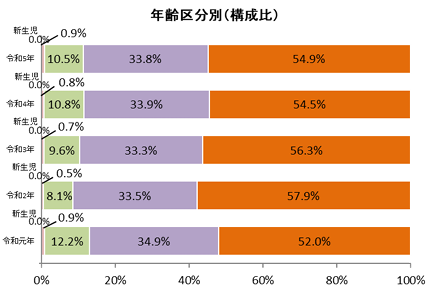 年齢区分別(構成比)
新生児
0.0%
0.9%
令和5年
10.5%
33.8%
54.9%
新生児
0.0%
0.8%
令和4年
10.8%
33.9%
54.5%
新生児
0.0%
0.7%
令和3年
9.6%
33.3%
56.3%
新生児
0.0%
0.5%
令和2年
8.1%
33.5%
57.9%
新生児
0.0%
0.9%
令和元年
12.2%
34.9%
52.0%
0%
20%
40%
60%
80%
100%